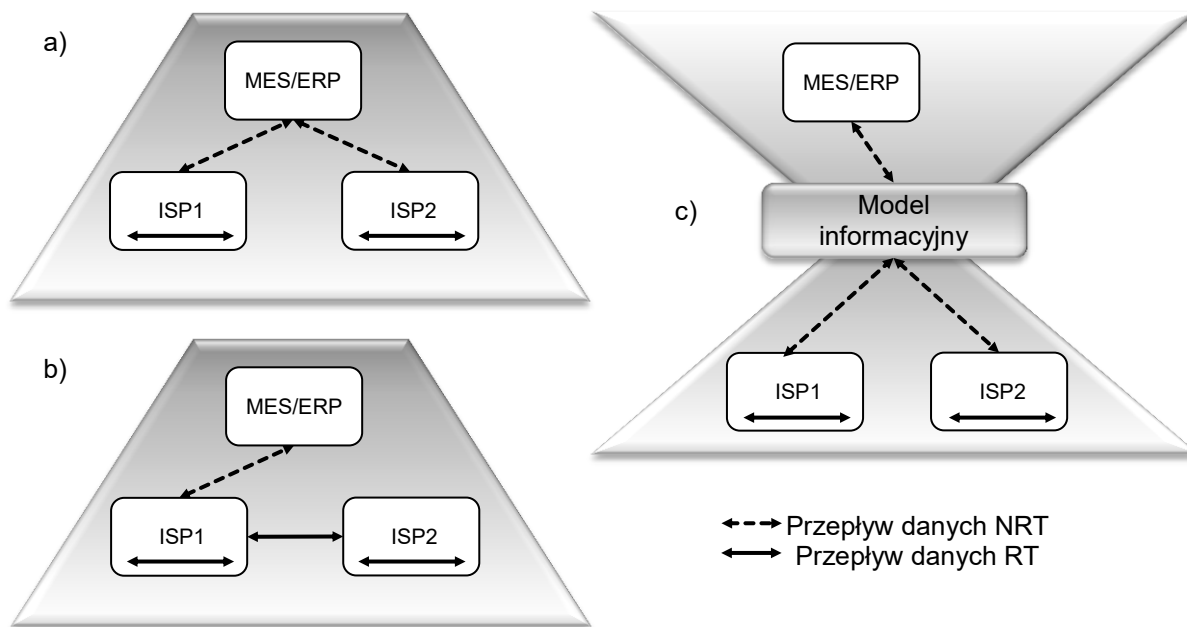 a)
MES/ERP
ISP1
ISP2
b)
MES/ERP
ISP1
ISP2
c)
MES/ERP
Model
informacyjny
ISP1
ISP2
Przepływ danych NRT
Przepływ danych RT